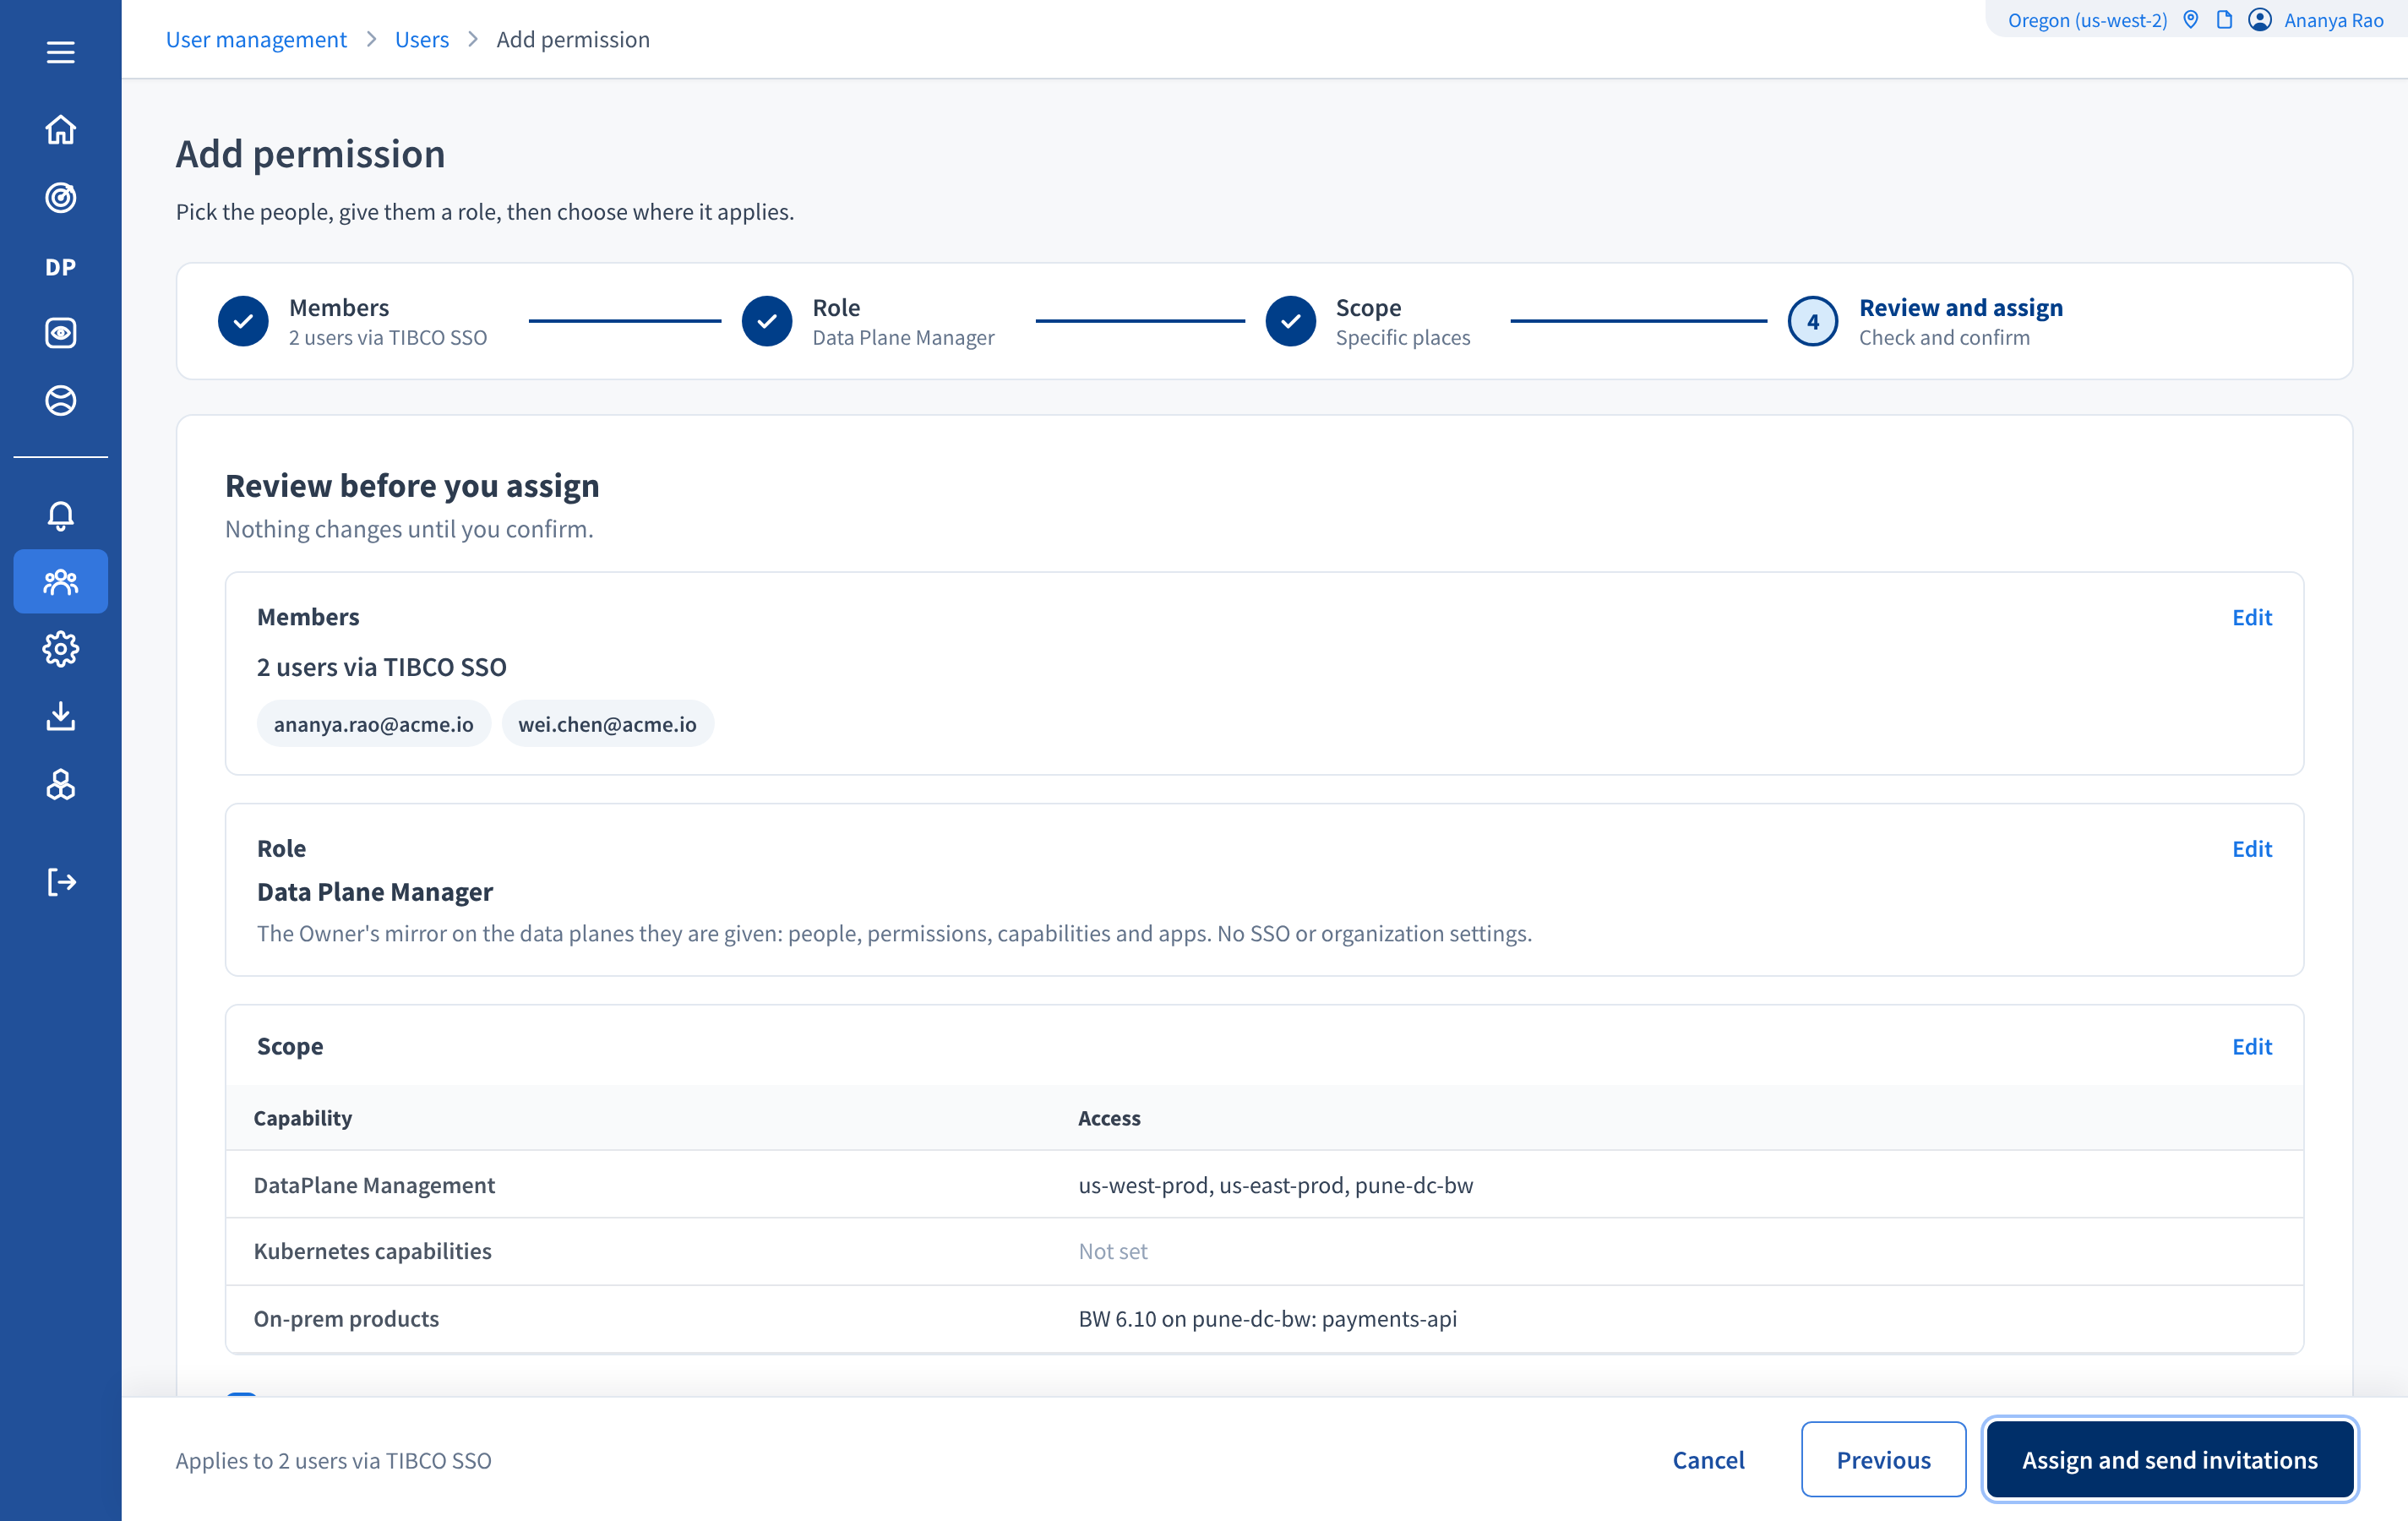 User management > Users > Add permission
Oregon (us-west-2) Ananya Rao
DP
Add permission
Pick the people, give them a role, then choose where it applies.
Members
2 users via TIBCO SSO
Role
Data Plane Manager
Scope
Specific places
4
Review and assign
Check and confirm
Review before you assign
Nothing changes until you confirm.
Members Edit
2 users via TIBCO SSO
ananya.rao@acme.io wei.chen@acme.io
Role Edit
Data Plane Manager
The Owner's mirror on the data planes they are given: people, permissions, capabilities and apps. No SSO or organization settings.
Scope Edit
Capability Access
DataPlane Management us-west-prod, us-east-prod, pune-dc-bw
Kubernetes capabilities Not set
On-prem products BW 6.10 on pune-dc-bw: payments-api
Applies to 2 users via TIBCO SSO
Cancel Previous Assign and send invitations